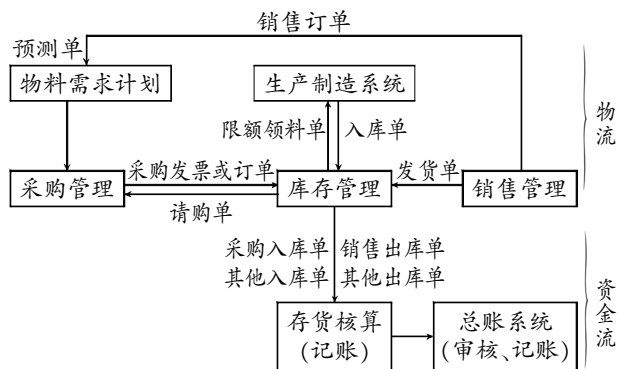 销售订单
预测单
物料需求计划
生产制造系统
限额领料单
入库单
物流
采购发票或订单
发货单
采购管理
库存管理
销售管理
请购单
采购入库单
销售出库单
其他入库单
其他出库单
资金流
存货核算
(记账)
总账系统
(审核、记账)